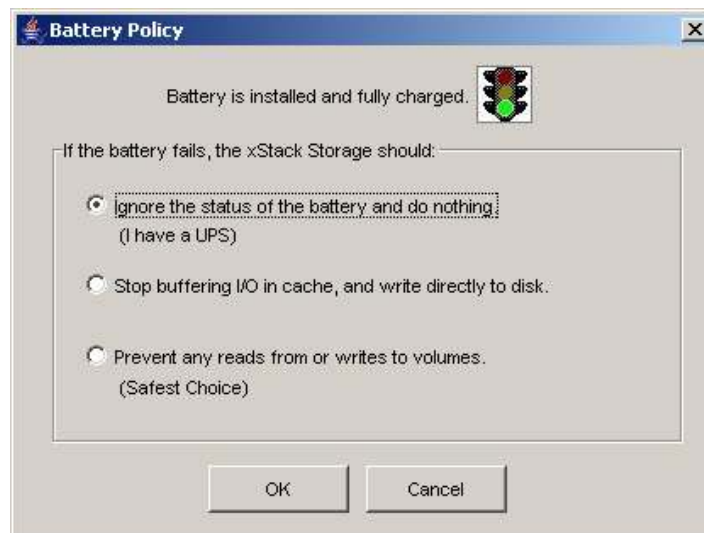 Battery Policy
Battery is installed and fully charged.
If the battery fails, the xStack Storage should:
Ignore the status of the battery and do nothing.
(I have a UPS)
Stop buffering I/O in cache, and write directly to disk.
Prevent any reads from or writes to volumes.
(Safest Choice)
OK Cancel